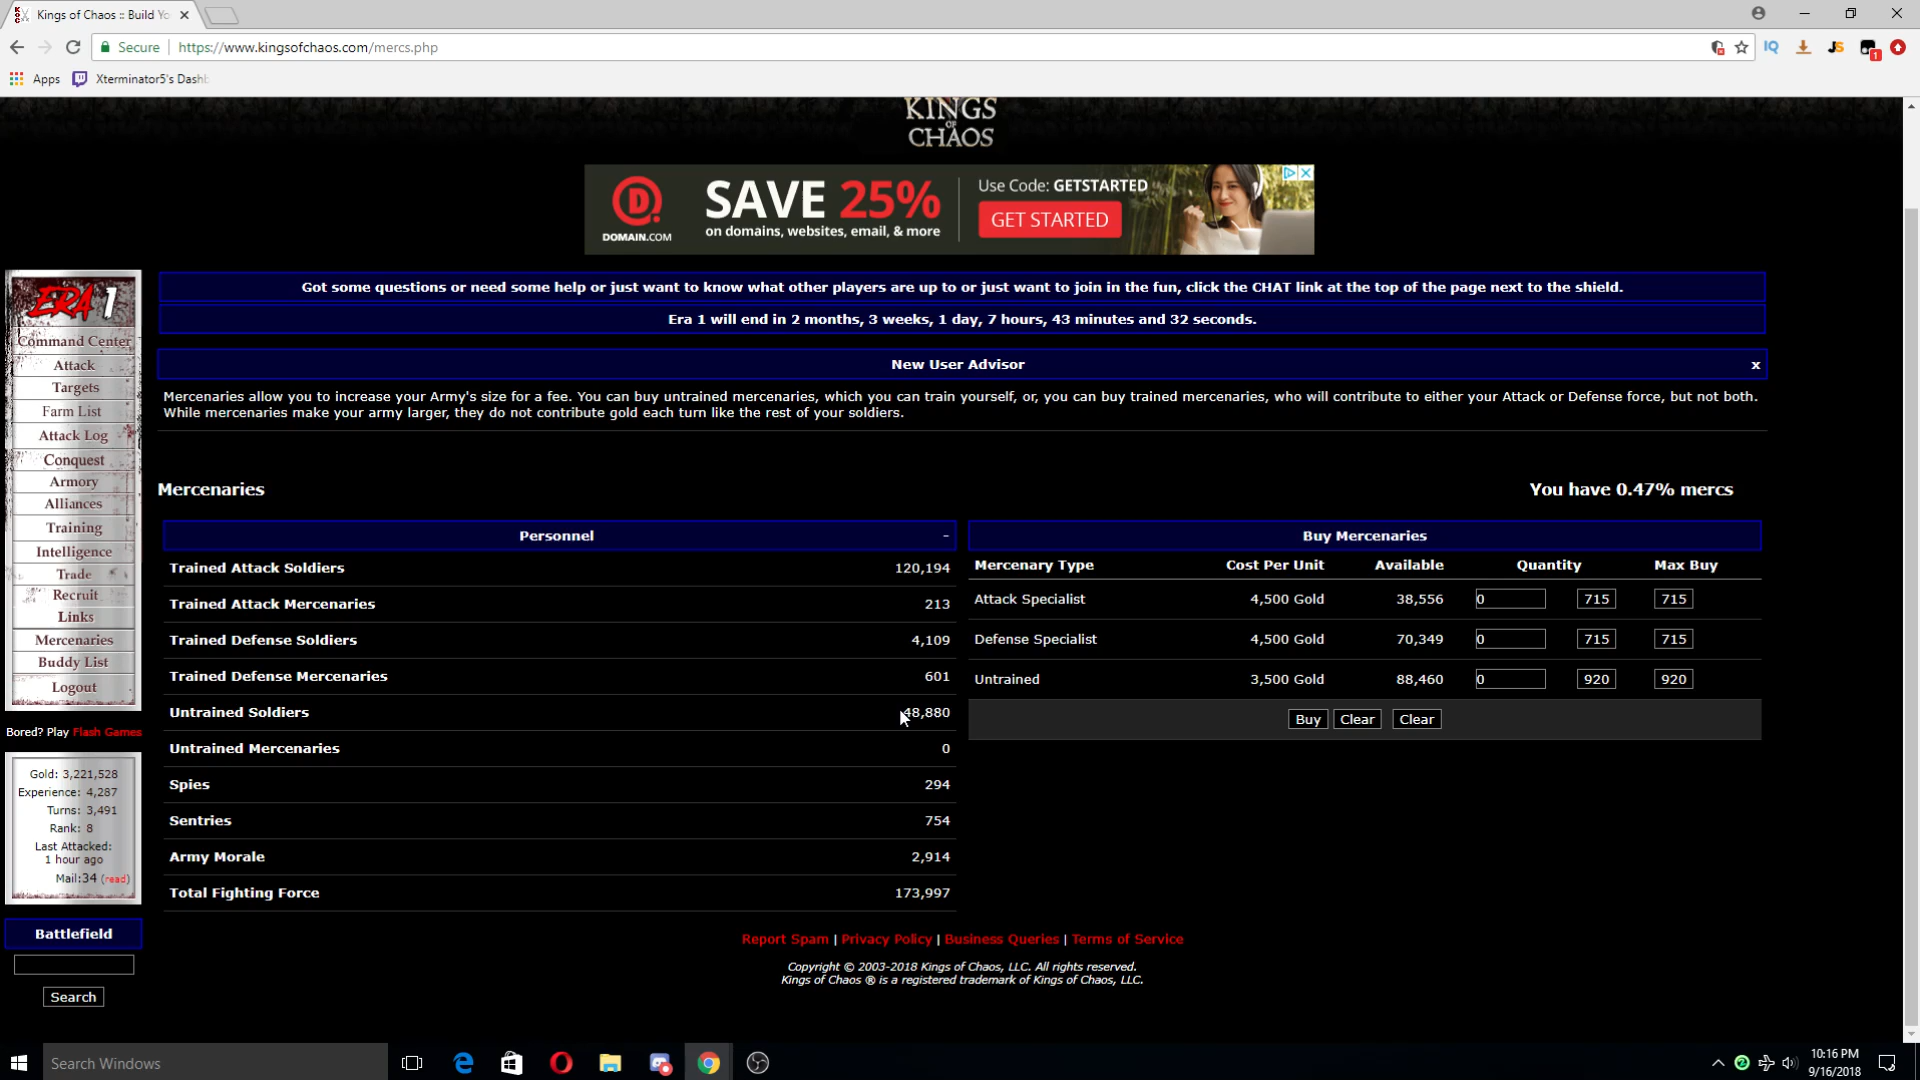 Kings of Chaos :: Build Yo
Secure
https://www.kingsofchaos.com/mercs.php
IQ
JS
1
Apps
Xterminator5's Dashb
KINGS
OF
CHAOS
D
DOMAIN.COM
SAVE 25%
on domains, websites, email, & more
Use Code: GETSTARTED
GET STARTED
ERA 1
Command Center
Attack
Targets
Farm List
Attack Log
Conquest
Armory
Alliances
Training
Intelligence
Trade
Recruit
Links
Mercenaries
Buddy List
Logout
Bored? Play Flash Games
Gold: 3,221,528
Experience: 4,287
Turns: 3,491
Rank: 8
Last Attacked:
1 hour ago
Mail:34 (read)
Battlefield
Search
Got some questions or need some help or just want to know what other players are up to or just want to join in the fun, click the CHAT link at the top of the page next to the shield.
Era 1 will end in 2 months, 3 weeks, 1 day, 7 hours, 43 minutes and 32 seconds.
New User Advisor x
Mercenaries allow you to increase your Army's size for a fee. You can buy untrained mercenaries, which you can train yourself, or, you can buy trained mercenaries, who will contribute to either your Attack or Defense force, but not both.
While mercenaries make your army larger, they do not contribute gold each turn like the rest of your soldiers.
Mercenaries
You have 0.47% mercs
Personnel -
Trained Attack Soldiers 120,194
Trained Attack Mercenaries 213
Trained Defense Soldiers 4,109
Trained Defense Mercenaries 601
Untrained Soldiers 48,880
Untrained Mercenaries 0
Spies 294
Sentries 754
Army Morale 2,914
Total Fighting Force 173,997
Buy Mercenaries
Mercenary Type Cost Per Unit Available Quantity Max Buy
Attack Specialist 4,500 Gold 38,556 0 715 715
Defense Specialist 4,500 Gold 70,349 0 715 715
Untrained 3,500 Gold 88,460 0 920 920
Buy Clear Clear
Report Spam | Privacy Policy | Business Queries | Terms of Service
Copyright © 2003-2018 Kings of Chaos, LLC. All rights reserved.
Kings of Chaos ® is a registered trademark of Kings of Chaos, LLC.
Search Windows
10:16 PM
9/16/2018